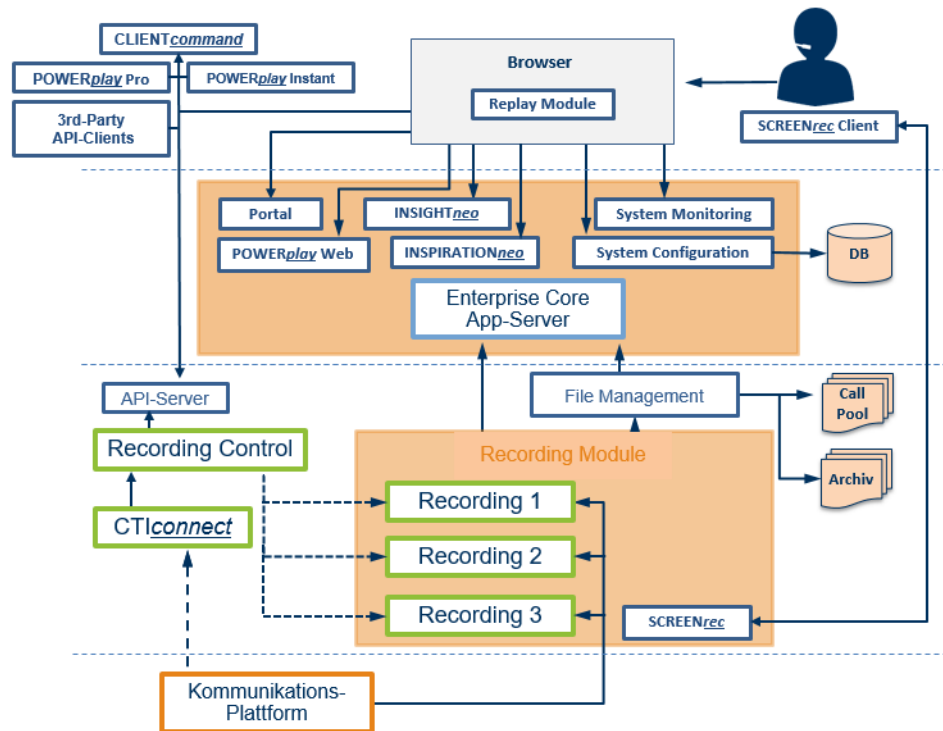 CLIENTcommand
POWERplay Pro
POWERplay Instant
3rd-Party
API-Clients
Browser
Replay Module
SCREENrec Client
Portal
INSIGHTneo
System Monitoring
POWERplay Web
INSPIRATIONneo
System Configuration
DB
Enterprise Core
App-Server
API-Server
File Management
Call
Pool
Recording Control
Recording Module
Archiv
Recording 1
CTIconnect
Recording 2
Recording 3
SCREENrec
Kommunikations-
Plattform